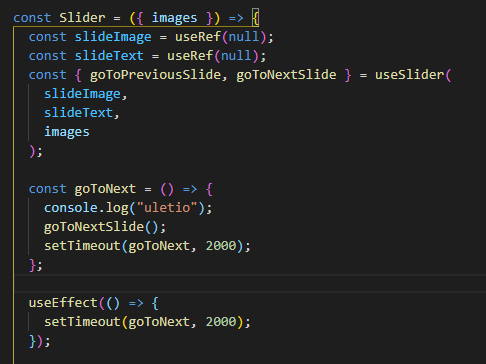 const Slider = ({ images }) => {
const slideImage = useRef(null);
const slideText = useRef(null);
const { goToPreviousSlide, goToNextSlide } = useSlider(
slideImage,
slideText,
images
);
const goToNext = () => {
console.log("uletio");
goToNextSlide();
setTimeout(goToNext, 2000);
};
useEffect(() => {
setTimeout(goToNext, 2000);
});